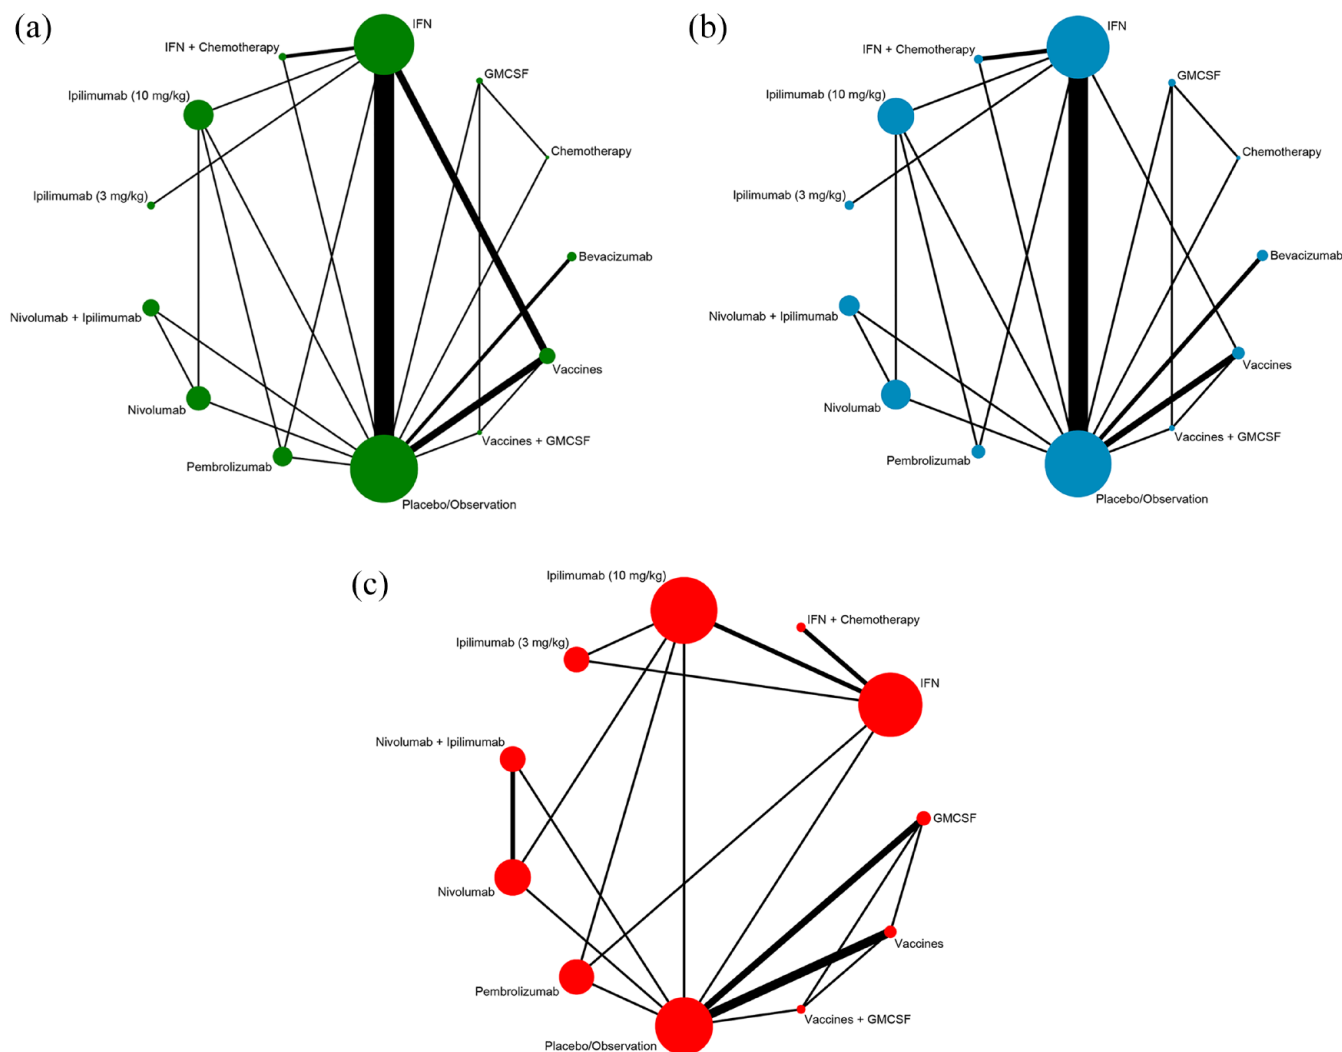 (a)
IFN
IFN + Chemotherapy
GMCSF
Ipilimumab (10 mg/kg)
Chemotherapy
Ipilimumab (3 mg/kg)
Bevacizumab
Nivolumab + Ipilimumab
Vaccines
Nivolumab
Vaccines + GMCSF
Pembrolizumab
Placebo/Observation
(b)
IFN
IFN + Chemotherapy
GMCSF
Ipilimumab (10 mg/kg)
Chemotherapy
Ipilimumab (3 mg/kg)
Bevacizumab
Nivolumab + Ipilimumab
Vaccines
Nivolumab
Vaccines + GMCSF
Pembrolizumab
Placebo/Observation
(c)
Ipilimumab (10 mg/kg)
IFN + Chemotherapy
Ipilimumab (3 mg/kg)
IFN
Nivolumab + Ipilimumab
GMCSF
Nivolumab
Vaccines
Pembrolizumab
Vaccines + GMCSF
Placebo/Observation